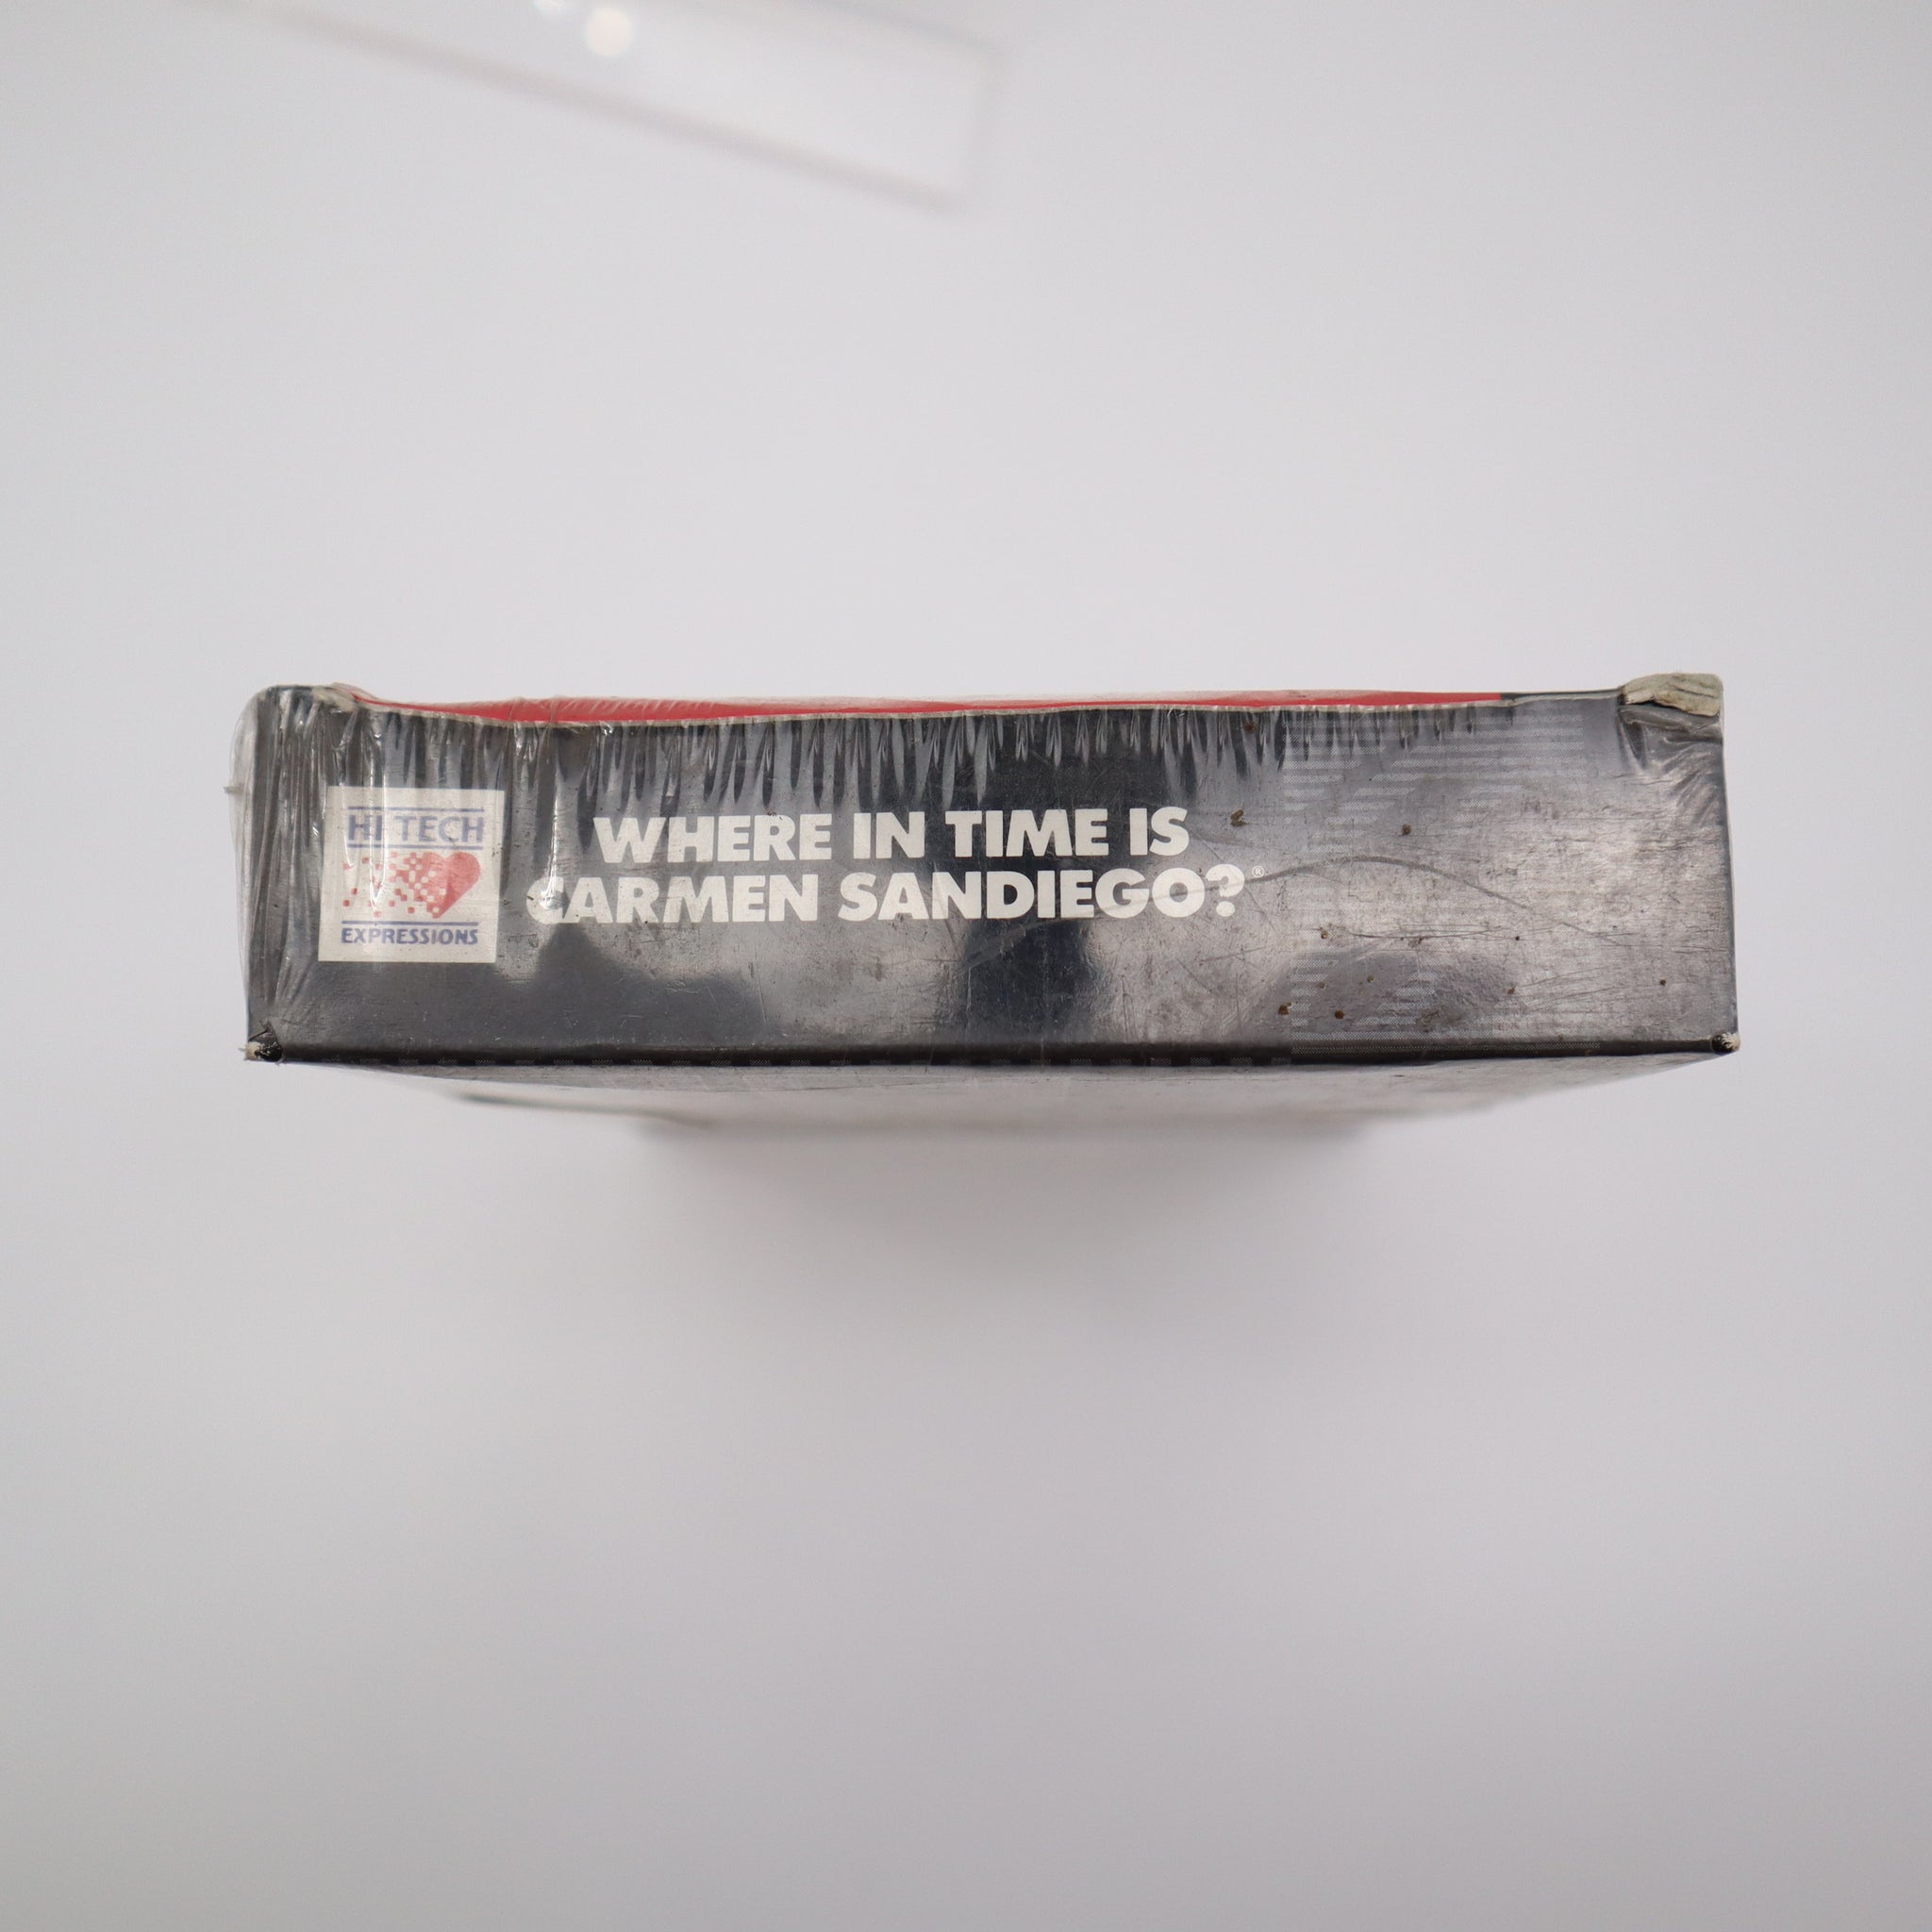 HI TECH
EXPRESSIONS
WHERE IN TIME IS
CARMEN SANDIEGO?®